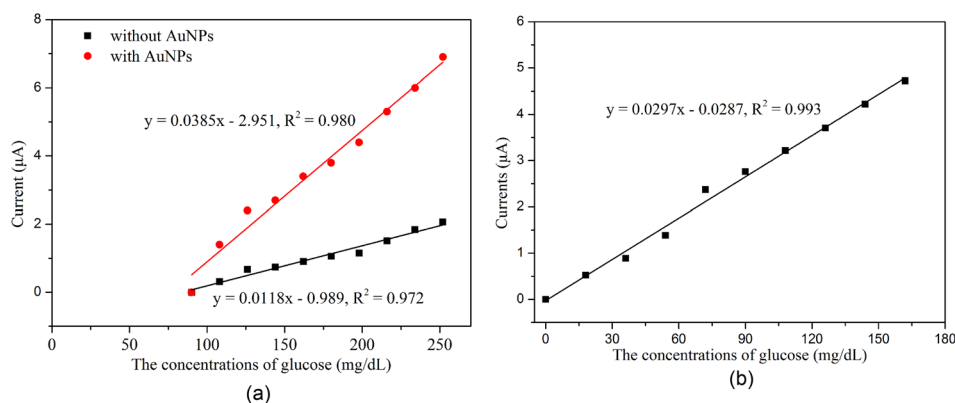 8
6
4
2
0
Current (μA)
without AuNPs
with AuNPs
y = 0.0385x - 2.951, R² = 0.980
y = 0.0118x - 0.989, R² = 0.972
0 50 100 150 200 250
The concentrations of glucose (mg/dL)
(a)
6
5
4
3
2
1
0
Currents (μA)
y = 0.0297x - 0.0287, R² = 0.993
0 30 60 90 120 150 180
The concentrations of glucose (mg/dL)
(b)